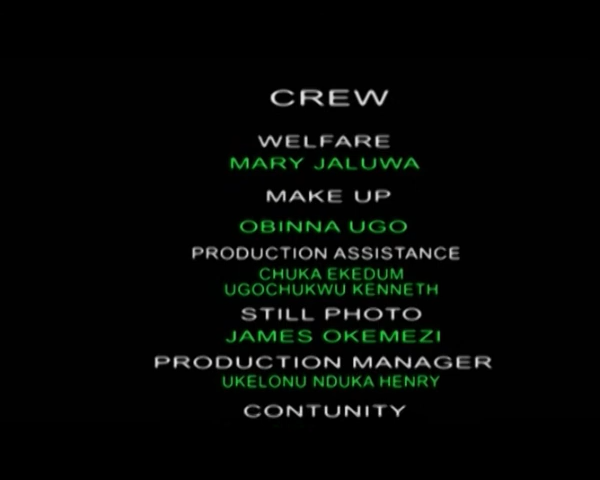 CREW
WELFARE
MARY JALUWA
MAKE UP
OBINNA UGO
PRODUCTION ASSISTANCE
CHUKA EKEDUM
UGOCHUKWU KENNETH
STILL PHOTO
JAMES OKEMEZI
PRODUCTION MANAGER
UKELONU NDUKA HENRY
CONTUNITY